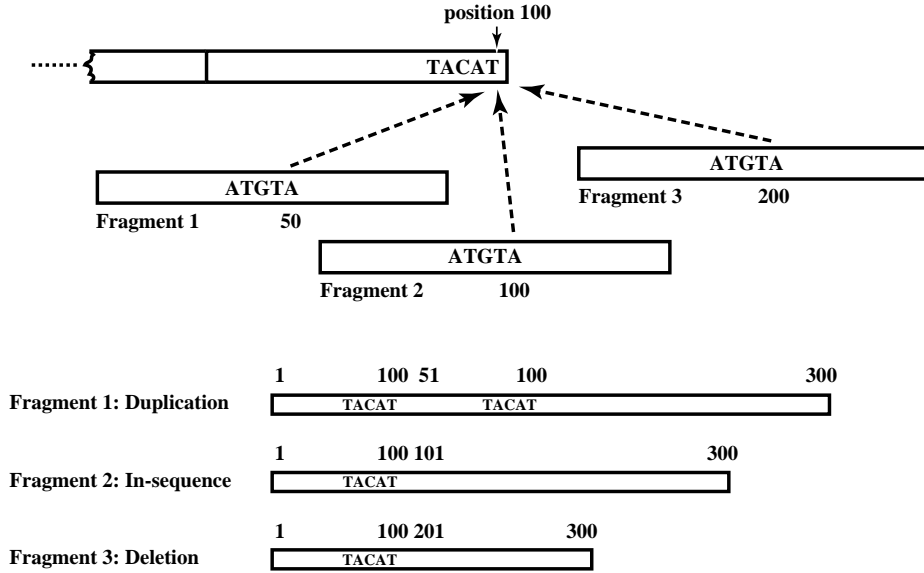 position 100
TACAT
ATGTA
Fragment 1 50
ATGTA
Fragment 2 100
ATGTA
Fragment 3 200
1 100 51 100 300
Fragment 1: Duplication TACAT TACAT
1 100 101 300
Fragment 2: In-sequence TACAT
1 100 201 300
Fragment 3: Deletion TACAT